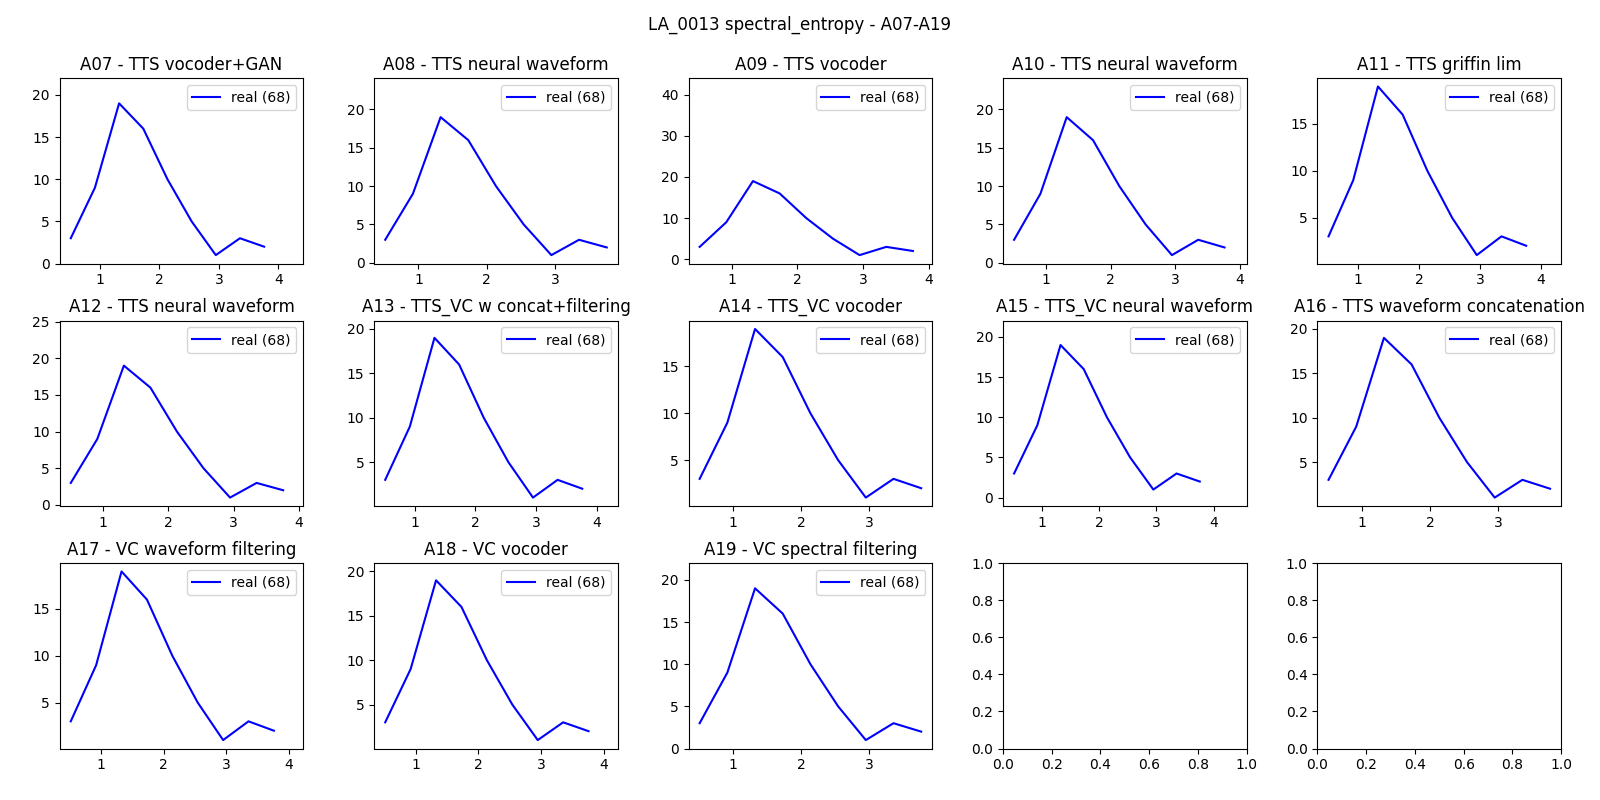 LA_0013 spectral_entropy - A07-A19
A07 - TTS vocoder+GAN
real (68)
20
15
10
5
0
1 2 3 4
A08 - TTS neural waveform
real (68)
20
15
10
5
0
1 2 3
A09 - TTS vocoder
real (68)
40
30
20
10
0
1 2 3 4
A10 - TTS neural waveform
real (68)
20
15
10
5
0
1 2 3 4
A11 - TTS griffin lim
real (68)
15
10
5
1 2 3 4
A12 - TTS neural waveform
real (68)
25
20
15
10
5
0
1 2 3 4
A13 - TTS_VC w concat+filtering
real (68)
20
15
10
5
1 2 3 4
A14 - TTS_VC vocoder
real (68)
15
10
5
1 2 3
A15 - TTS_VC neural waveform
real (68)
20
15
10
5
0
1 2 3 4
A16 - TTS waveform concatenation
real (68)
20
15
10
5
1 2 3
A17 - VC waveform filtering
real (68)
15
10
5
1 2 3 4
A18 - VC vocoder
real (68)
20
15
10
5
1 2 3 4
A19 - VC spectral filtering
real (68)
20
15
10
5
0
1 2 3
1.0
0.8
0.6
0.4
0.2
0.0
0.0 0.2 0.4 0.6 0.8 1.0
1.0
0.8
0.6
0.4
0.2
0.0
0.0 0.2 0.4 0.6 0.8 1.0